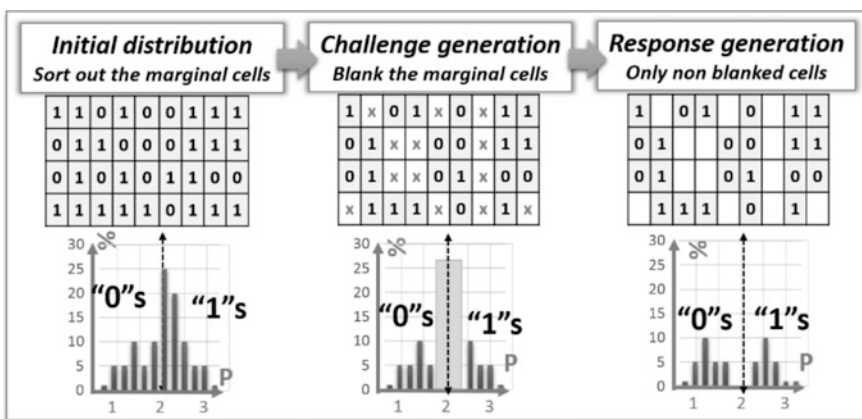 Initial distribution
Sort out the marginal cells
Challenge generation
Blank the marginal cells
Response generation
Only non blanked cells
1 1 0 1 0 0 1 1 1
0 1 1 0 0 0 1 1 1
0 1 0 1 0 1 1 0 0
1 1 1 1 1 0 1 1 1
1 x 0 1 x 0 x 1 1
0 1 x x 0 0 x 1 1
0 1 x x 0 1 x 0 0
x 1 1 1 x 0 x 1 x
1 0 1 0 1 1
0 1 0 0 1 1
0 1 0 1 0 0
1 1 1 0 1
30
25
20
15
10
5
0
%
"0"s
"1"s
P
1 2 3
30
25
20
15
10
5
0
%
"0"s
"1"s
P
1 2 3
30
25
20
15
10
5
0
%
"0"s
"1"s
P
1 2 3